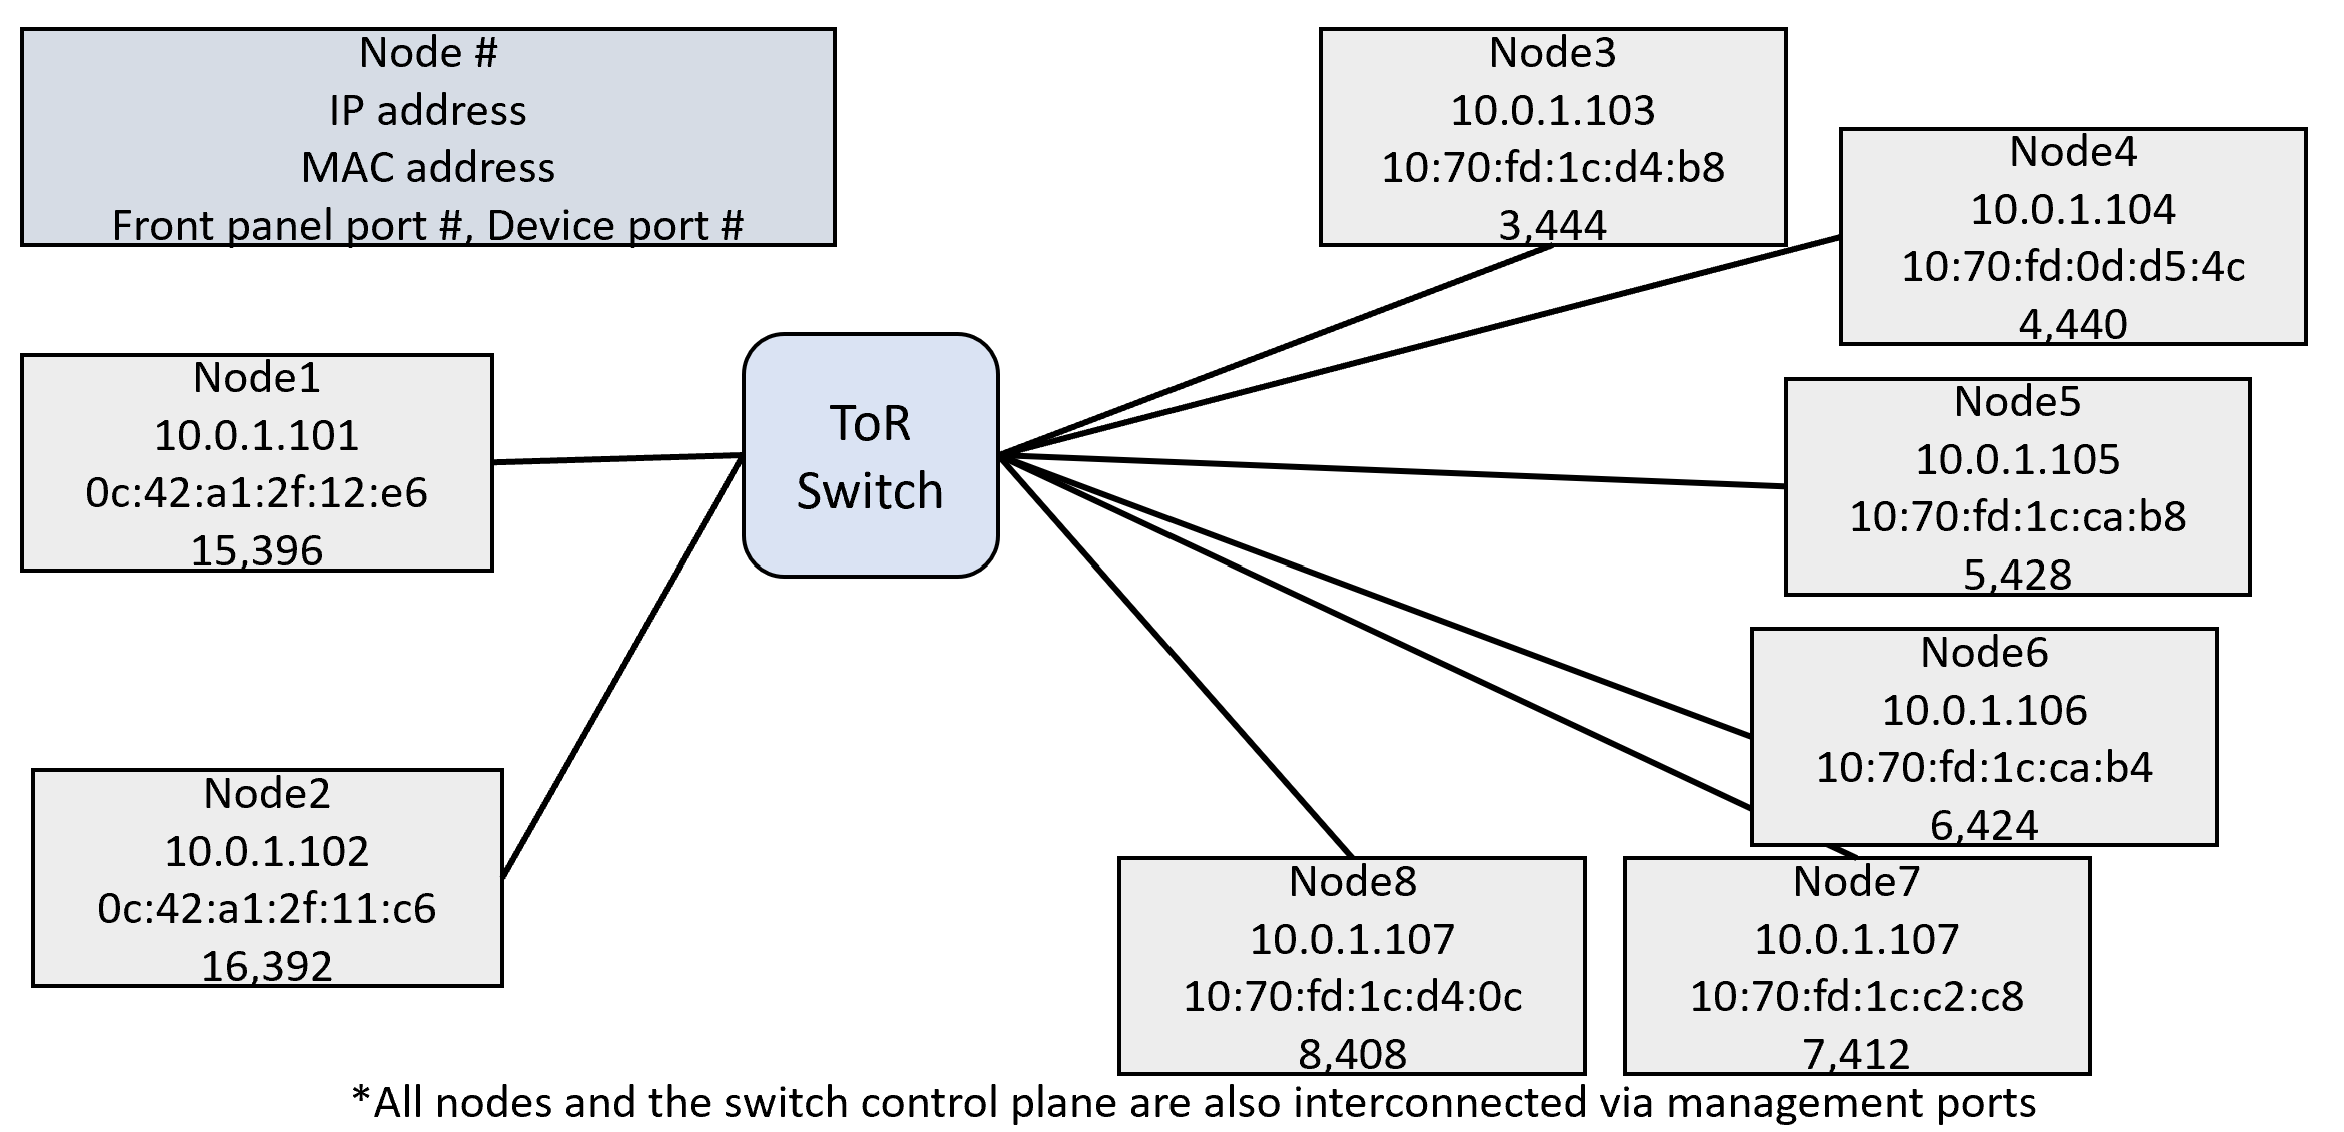 Node #
IP address
MAC address
Front panel port #, Device port #
Node1
10.0.1.101
0c:42:a1:2f:12:e6
15,396
Node2
10.0.1.102
0c:42:a1:2f:11:c6
16,392
ToR
Switch
Node3
10.0.1.103
10:70:fd:1c:d4:b8
3,444
Node4
10.0.1.104
10:70:fd:0d:d5:4c
4,440
Node5
10.0.1.105
10:70:fd:1c:ca:b8
5,428
Node6
10.0.1.106
10:70:fd:1c:ca:b4
6,424
Node8
10.0.1.107
10:70:fd:1c:d4:0c
8,408
Node7
10.0.1.107
10:70:fd:1c:c2:c8
7,412
*All nodes and the switch control plane are also interconnected via management ports